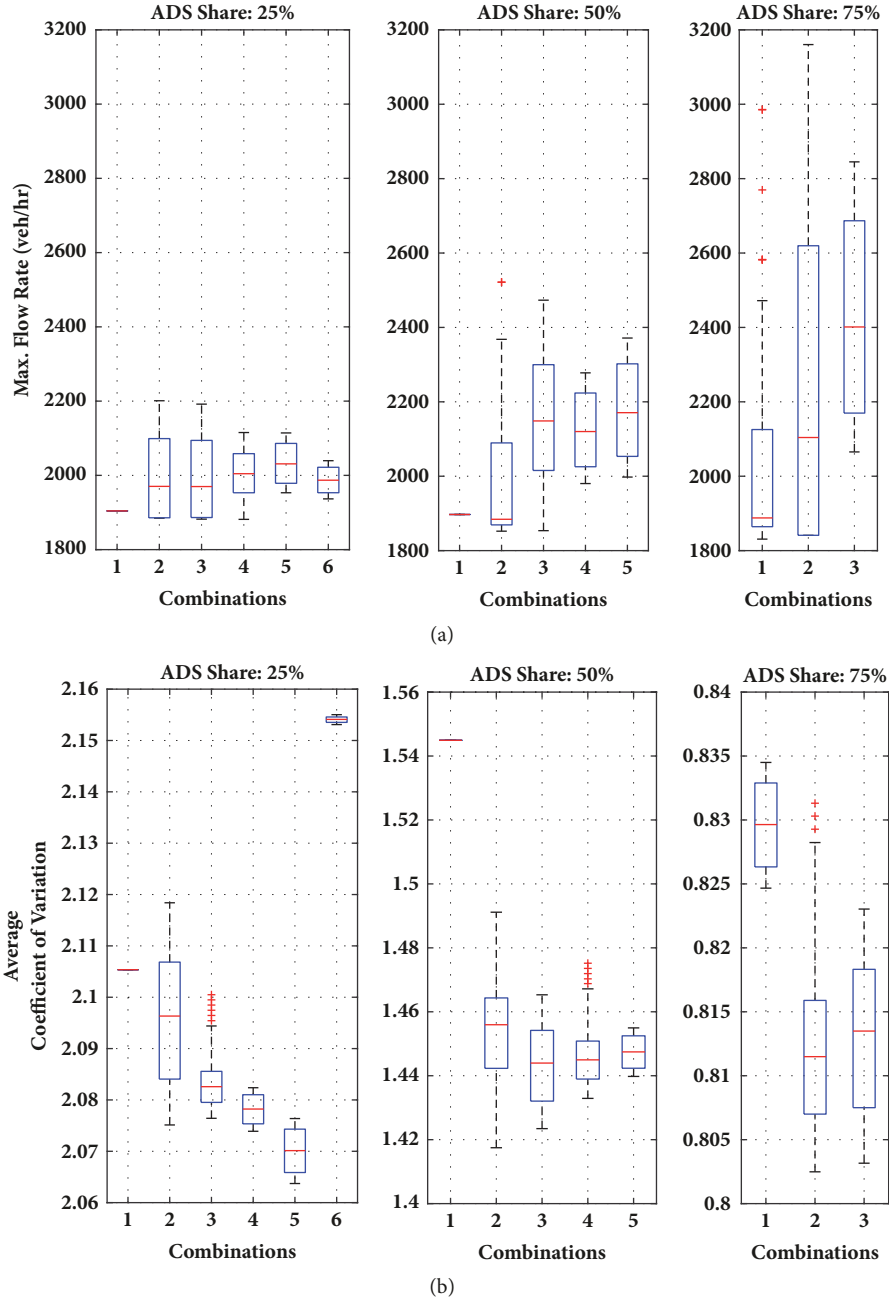 ADS Share: 25%
ADS Share: 50%
ADS Share: 75%
Max. Flow Rate (veh/hr)
3200
3000
2800
2600
2400
2200
2000
1800
1 2 3 4 5 6
Combinations
3200
3000
2800
2600
2400
2200
2000
1800
1 2 3 4 5
Combinations
3200
3000
2800
2600
2400
2200
2000
1800
1 2 3
Combinations
(a)
ADS Share: 25%
ADS Share: 50%
ADS Share: 75%
Average
Coefficient of Variation
2.16
2.15
2.14
2.13
2.12
2.11
2.1
2.09
2.08
2.07
2.06
1 2 3 4 5 6
Combinations
1.56
1.54
1.52
1.5
1.48
1.46
1.44
1.42
1.4
1 2 3 4 5
Combinations
0.84
0.835
0.83
0.825
0.82
0.815
0.81
0.805
0.8
1 2 3
Combinations
(b)